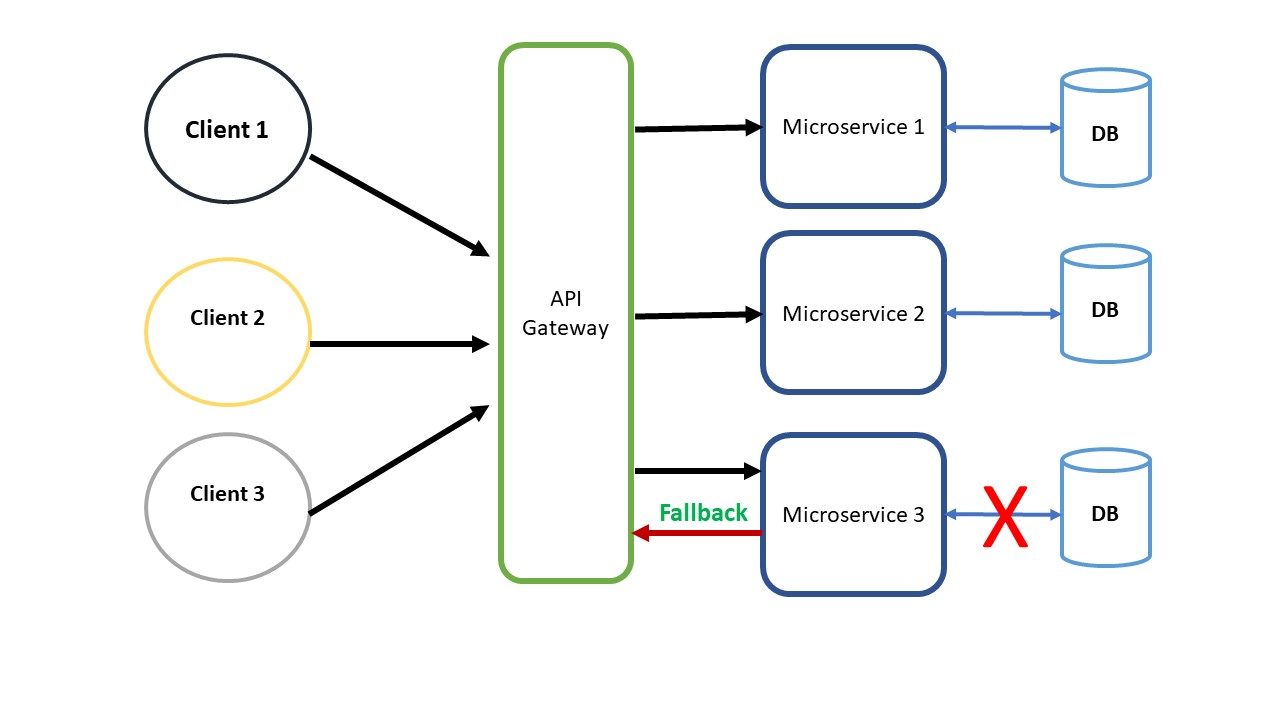 Client 1
Client 2
Client 3
API
Gateway
Microservice 1
DB
Microservice 2
DB
Fallback
Microservice 3
X
DB